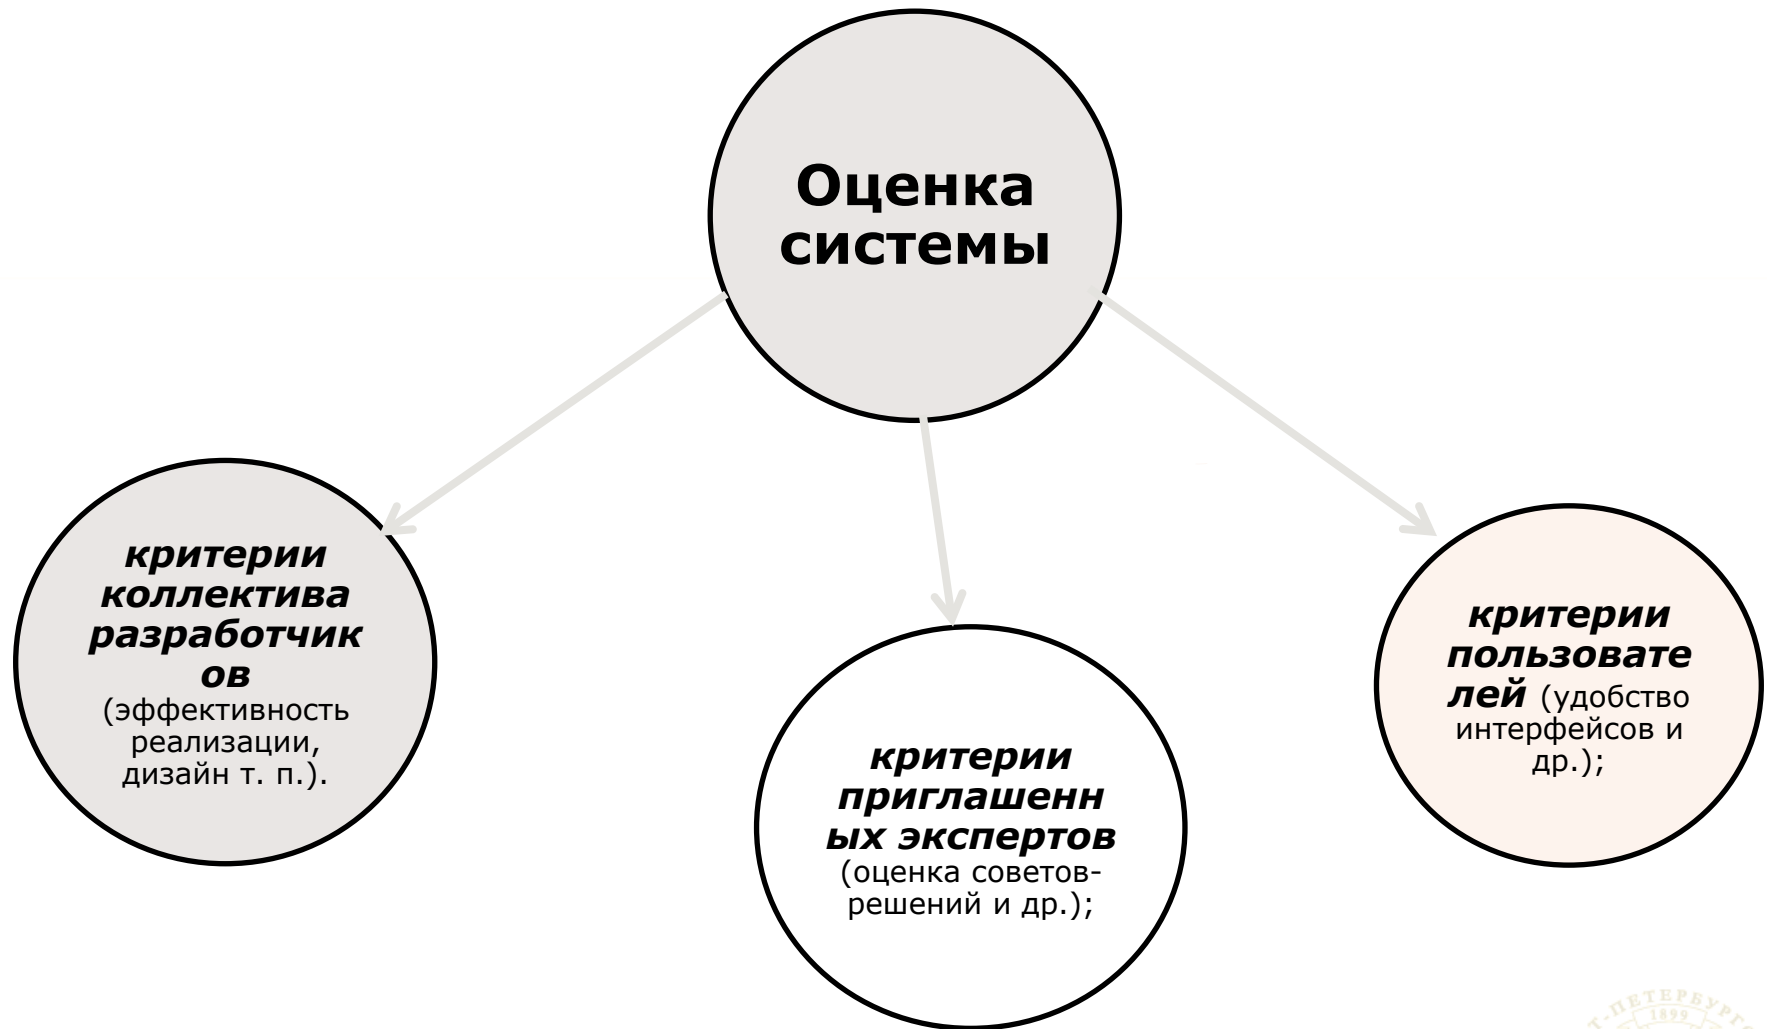 Оценка
системы
критерии
коллектива
разработчик
ов
(эффективность
реализации,
дизайн т. п.).
критерии
приглашенн
ых экспертов
(оценка советов-
решений и др.);
критерии
пользовате
лей (удобство
интерфейсов и
др.);
1899